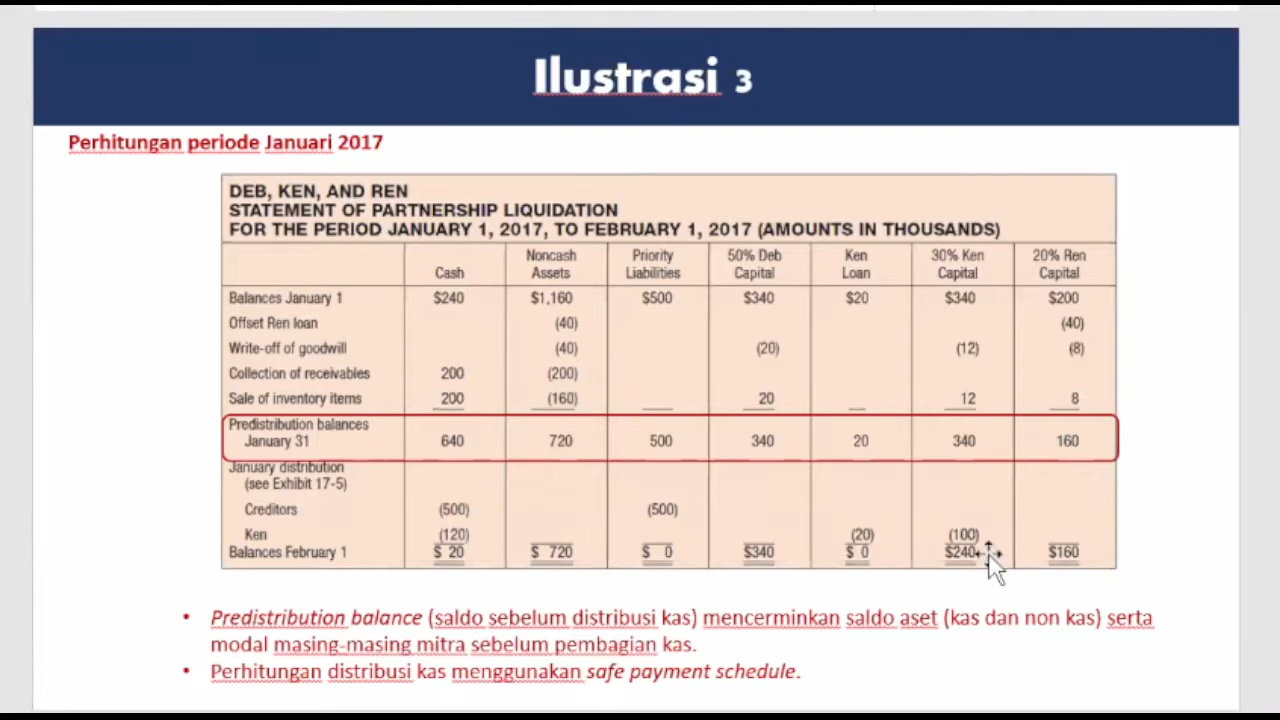 Ilustrasi 3
Perhitungan periode Januari 2017
DEB, KEN, AND REN
STATEMENT OF PARTNERSHIP LIQUIDATION
FOR THE PERIOD JANUARY 1, 2017, TO FEBRUARY 1, 2017 (AMOUNTS IN THOUSANDS)
Cash Noncash Assets Priority Liabilities 50% Deb Capital Ken Loan 30% Ken Capital 20% Ren Capital
Balances January 1 $240 $1,160 $500 $340 $20 $340 $200
Offset Ren loan (40) (40)
Write-off of goodwill (40) (20) (12) (8)
Collection of receivables 200 (200)
Sale of inventory items 200 (160) 20 12 8
Predistribution balances
January 31 640 720 500 340 20 340 160
January distribution
(see Exhibit 17-5)
Creditors (500) (500)
Ken (120) (20) (100)
Balances February 1 $ 20 $ 720 $ 0 $340 $ 0 $240 $160
• Predistribution balance (saldo sebelum distribusi kas) mencerminkan saldo aset (kas dan non kas) serta
modal masing-masing mitra sebelum pembagian kas.
• Perhitungan distribusi kas menggunakan safe payment schedule.